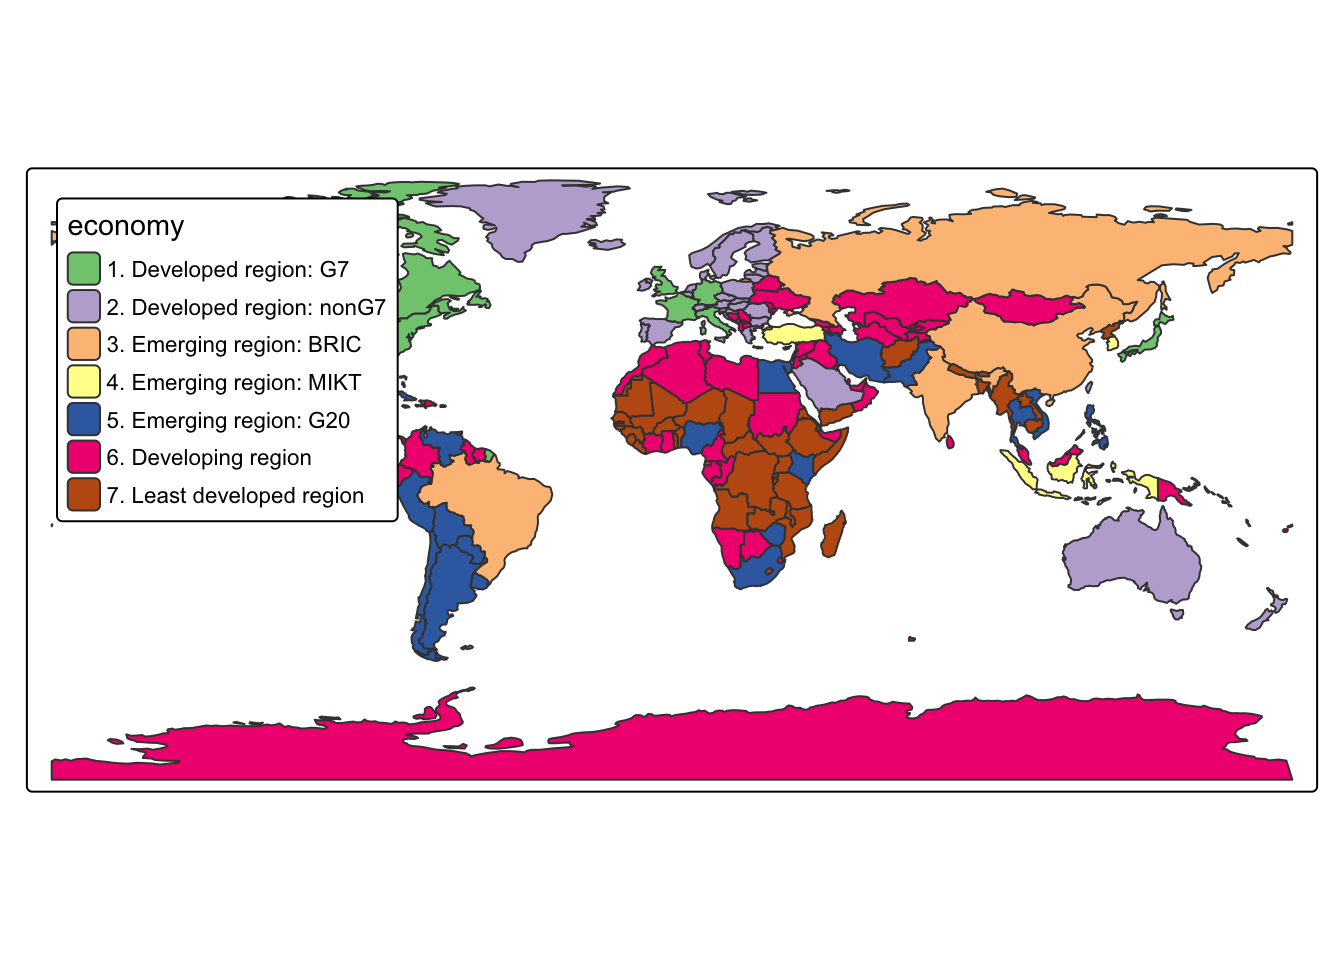 economy
1. Developed region: G7
2. Developed region: nonG7
3. Emerging region: BRIC
4. Emerging region: MIKT
5. Emerging region: G20
6. Developing region
7. Least developed region